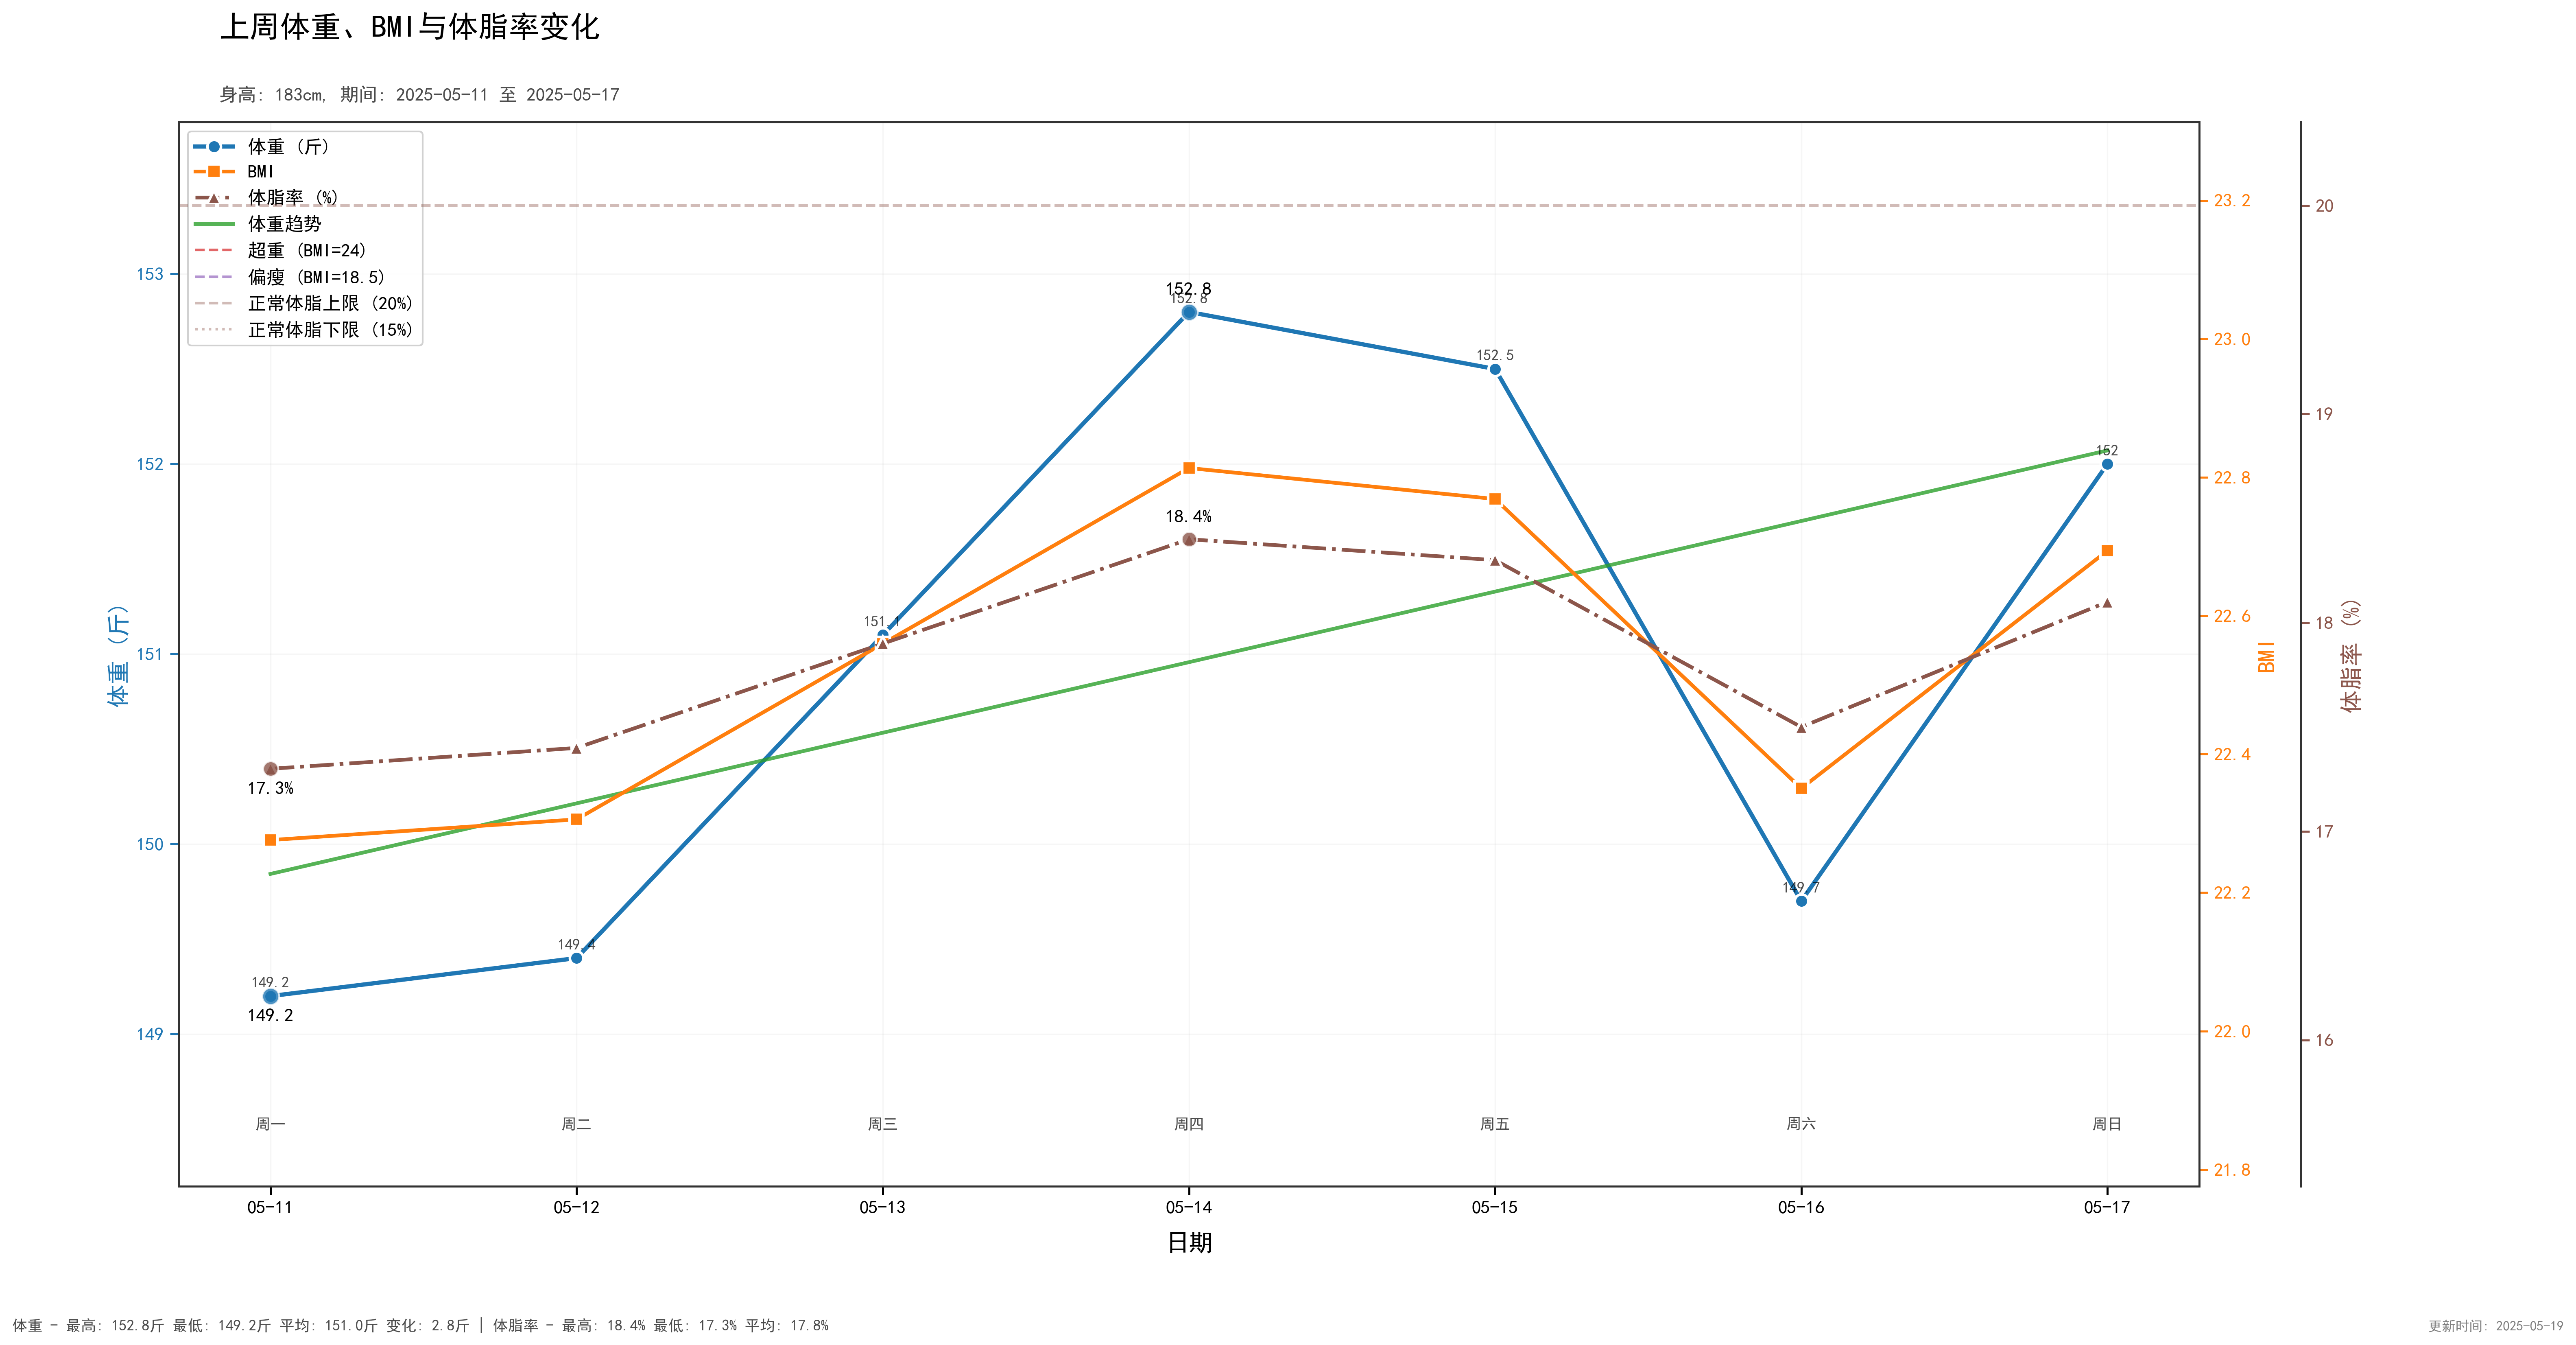 上周体重、BMI与体脂率变化
身高: 183cm, 期间: 2025-05-11 至 2025-05-17
体重 (斤)
BMI
体脂率 (%)
体重趋势
超重 (BMI=24)
偏瘦 (BMI=18.5)
正常体脂上限 (20%)
正常体脂下限 (15%)
体重 (斤)
153
152
151
150
149
149.2
149.2
149.4
151.1
152.8
152.8
152.5
149.7
152
17.3%
18.4%
23.2
23.0
22.8
22.6
22.4
22.2
22.0
21.8
BMI
20
19
18
17
16
体脂率 (%)
周一 周二 周三 周四 周五 周六 周日
05-11 05-12 05-13 05-14 05-15 05-16 05-17
日期
体重 - 最高: 152.8斤 最低: 149.2斤 平均: 151.0斤 变化: 2.8斤 | 体脂率 - 最高: 18.4% 最低: 17.3% 平均: 17.8%
更新时间: 2025-05-19